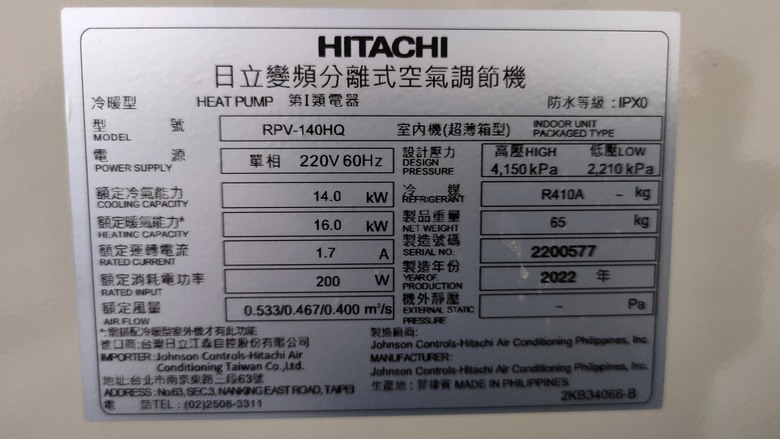 HITACHI
日立變頻分離式空氣調節機
冷暖型 HEAT PUMP 第I類電器 防水等級：IPX0
型號 MODEL RPV-140HQ 室內機(超薄箱型) INDOOR UNIT PACKAGED TYPE
電源 POWER SUPPLY 單相 220V 60Hz 設計壓力 DESIGN PRESSURE 高壓HIGH 4,150 kPa 低壓LOW 2,210 kPa
額定冷氣能力 COOLING CAPACITY 14.0 kW 冷媒 REFRIGERANT R410A – kg
額定暖氣能力* HEATING CAPACITY 16.0 kW 製品重量 NET WEIGHT 65 kg
額定運轉電流 RATED CURRENT 1.7 A 製造號碼 SERIAL NO. 2200577
額定消耗電功率 RATED INPUT 200 W 製造年份 YEAR OF PRODUCTION 2022 年
額定風量 AIR FLOW 0.533/0.467/0.400 m³/s 機外靜壓 EXTERNAL STATIC PRESSURE – Pa
*:需搭配冷暖型室外機才有此功能
進口商:台灣日立江森自控股份有限公司
IMPORTER:Johnson Controls-Hitachi Air
Conditioning Taiwan Co.,Ltd.
地址:台北市南京東路三段63號
ADDRESS:No.63, SEC.3, NANKING EAST ROAD, TAIPEI
電話TEL:(02)2508-3311
製造廠商:
Johnson Controls-Hitachi Air Conditioning Philippines, Inc.
MANUFACTURER:
Johnson Controls-Hitachi Air Conditioning Philippines, Inc.
生產地:菲律賓 MADE IN PHILIPPINES
2KB34066-B